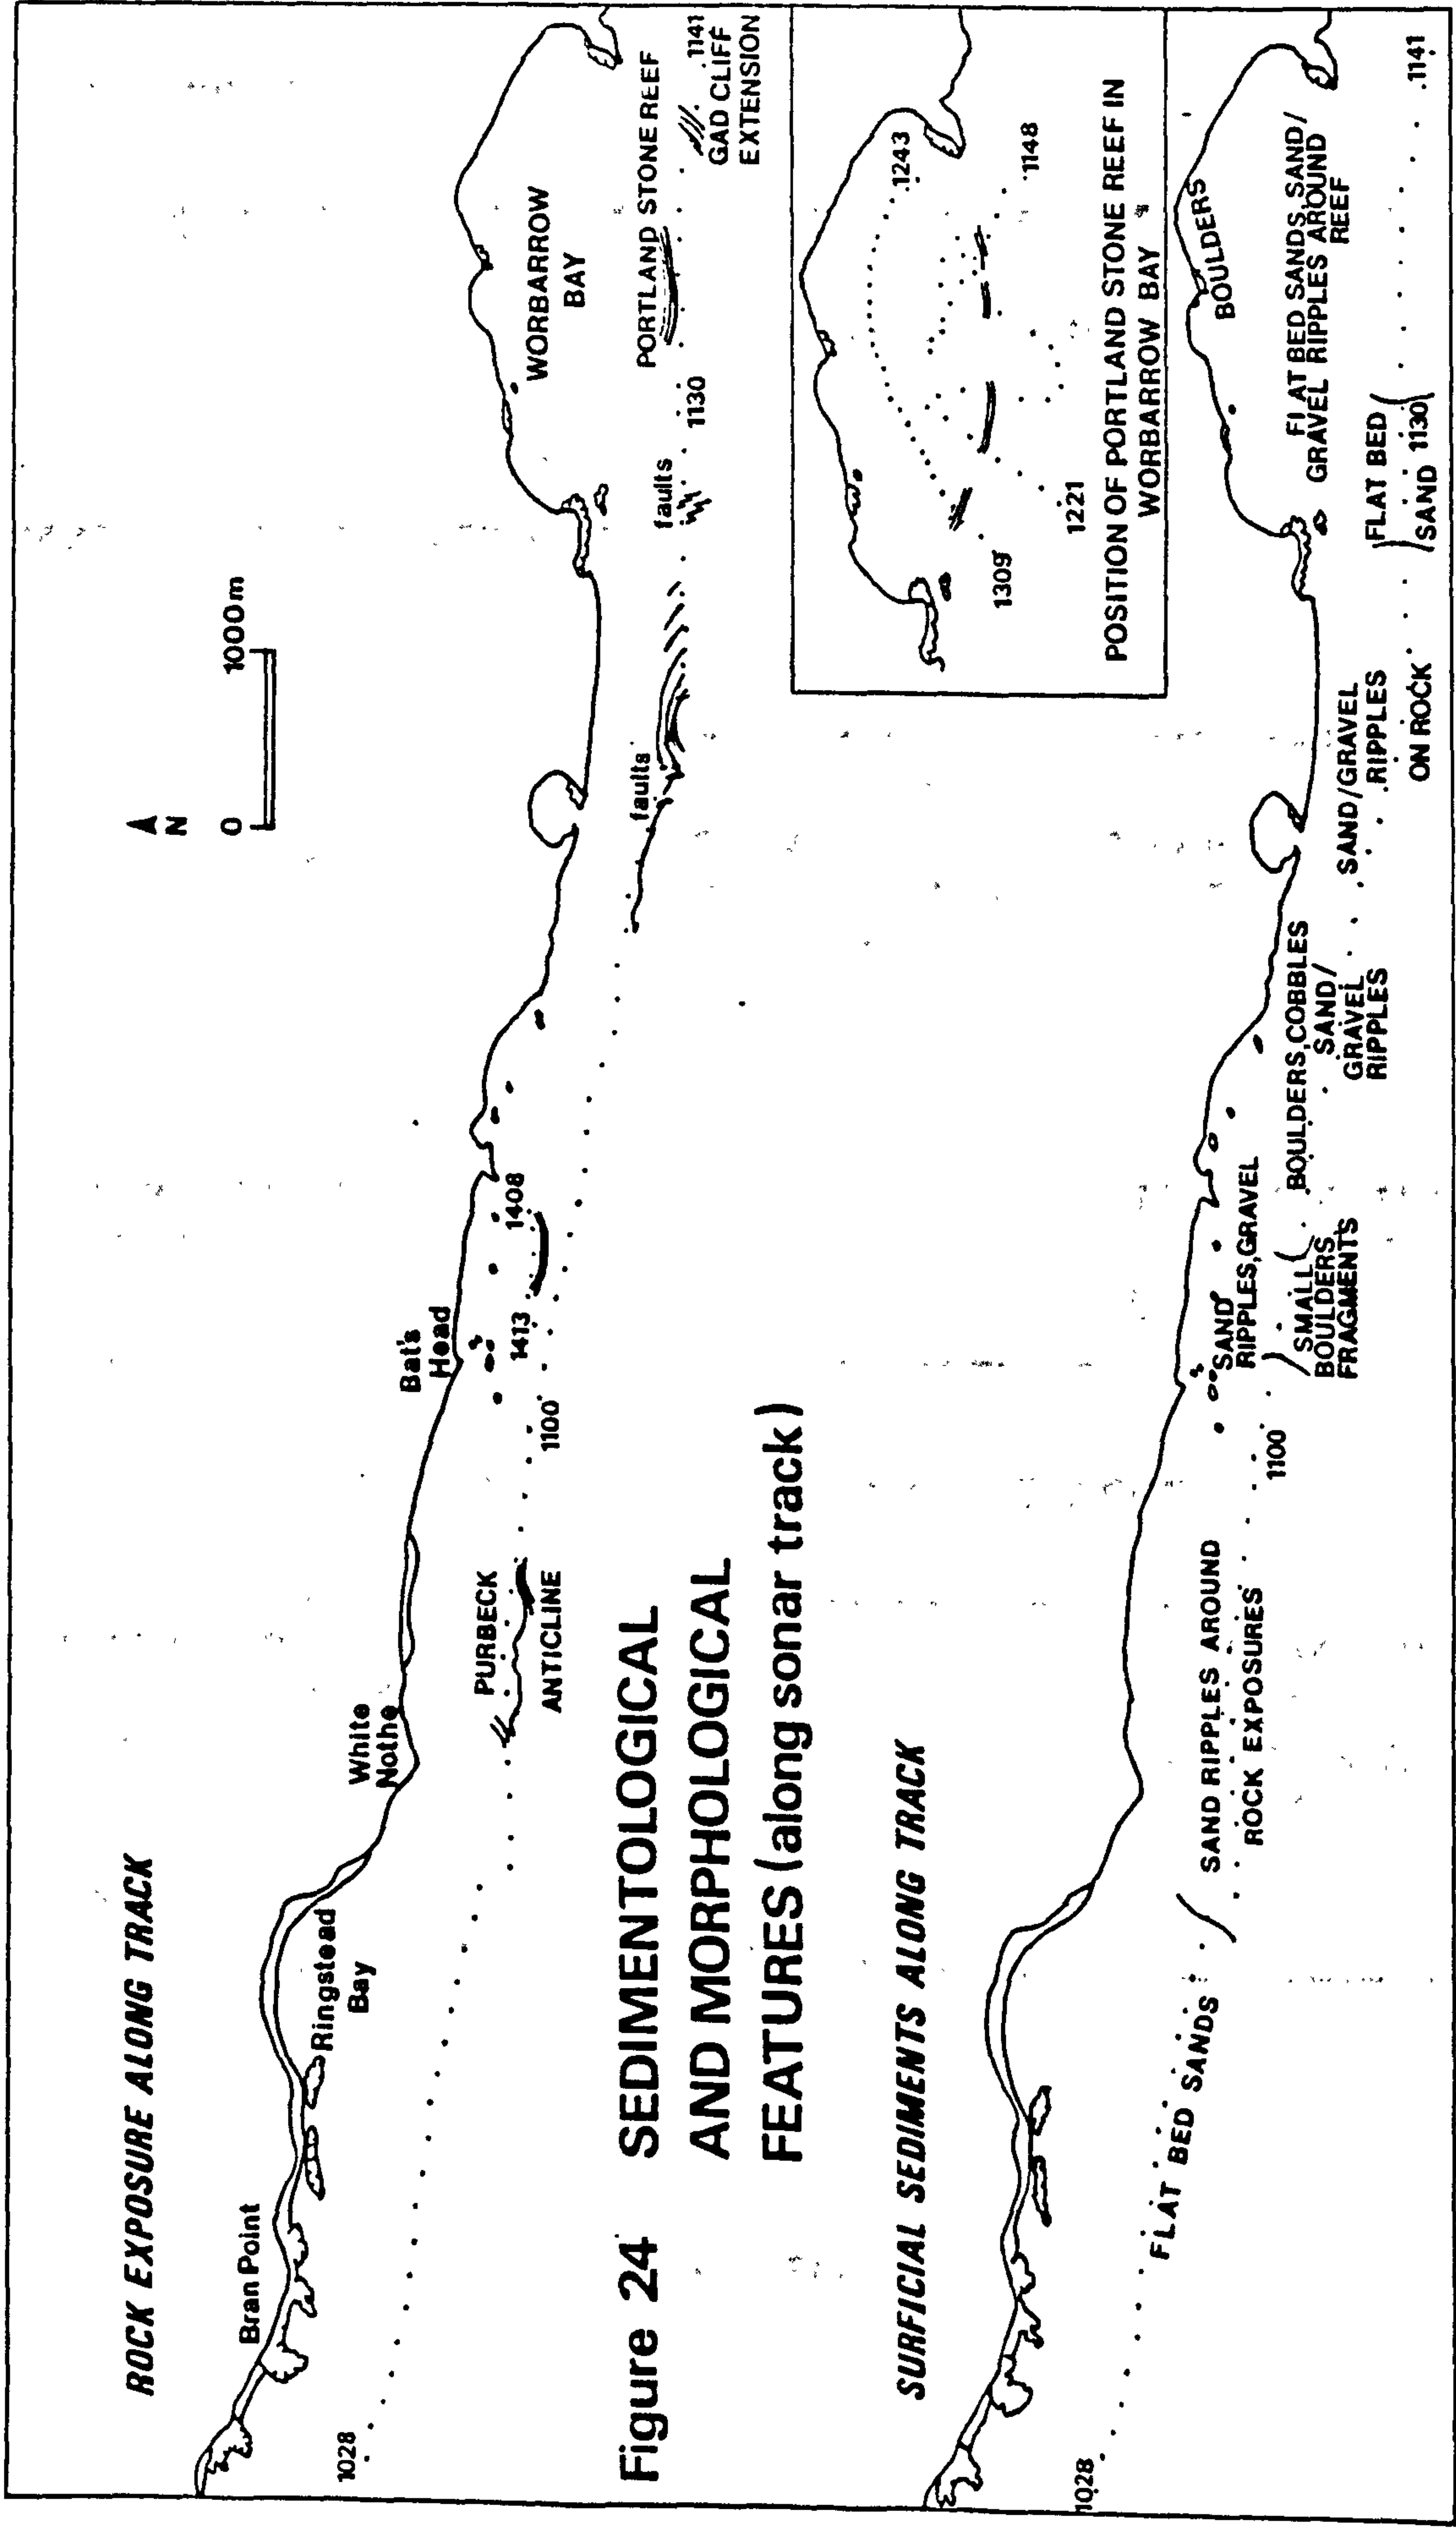 ROCK EXPOSURE ALONG TRACK
Bran Point
Ringstead
Bay
White
Nothe
Bat's
Head
N
0 1000m
WORBARROW
BAY
1028
PURBECK
ANTICLINE
1100
1413
1408
faults
faults
1130
PORTLAND STONE REEF
1141
GAD CLIFF
EXTENSION
Figure 24 SEDIMENTOLOGICAL
AND MORPHOLOGICAL
FEATURES (along sonar track)
1309
1221
1243
1148
POSITION OF PORTLAND STONE REEF IN
WORBARROW BAY
SURFICIAL SEDIMENTS ALONG TRACK
1028
FLAT BED SANDS
SAND RIPPLES AROUND
ROCK EXPOSURES
1100
SAND
RIPPLES,GRAVEL
SMALL
BOULDERS
FRAGMENTS
BOULDERS,COBBLES
SAND/
GRAVEL
RIPPLES
SAND/GRAVEL
RIPPLES
ON ROCK
FLAT BED
SAND 1130
BOULDERS
FLAT BED SANDS,SAND/
GRAVEL RIPPLES AROUND
REEF
1141